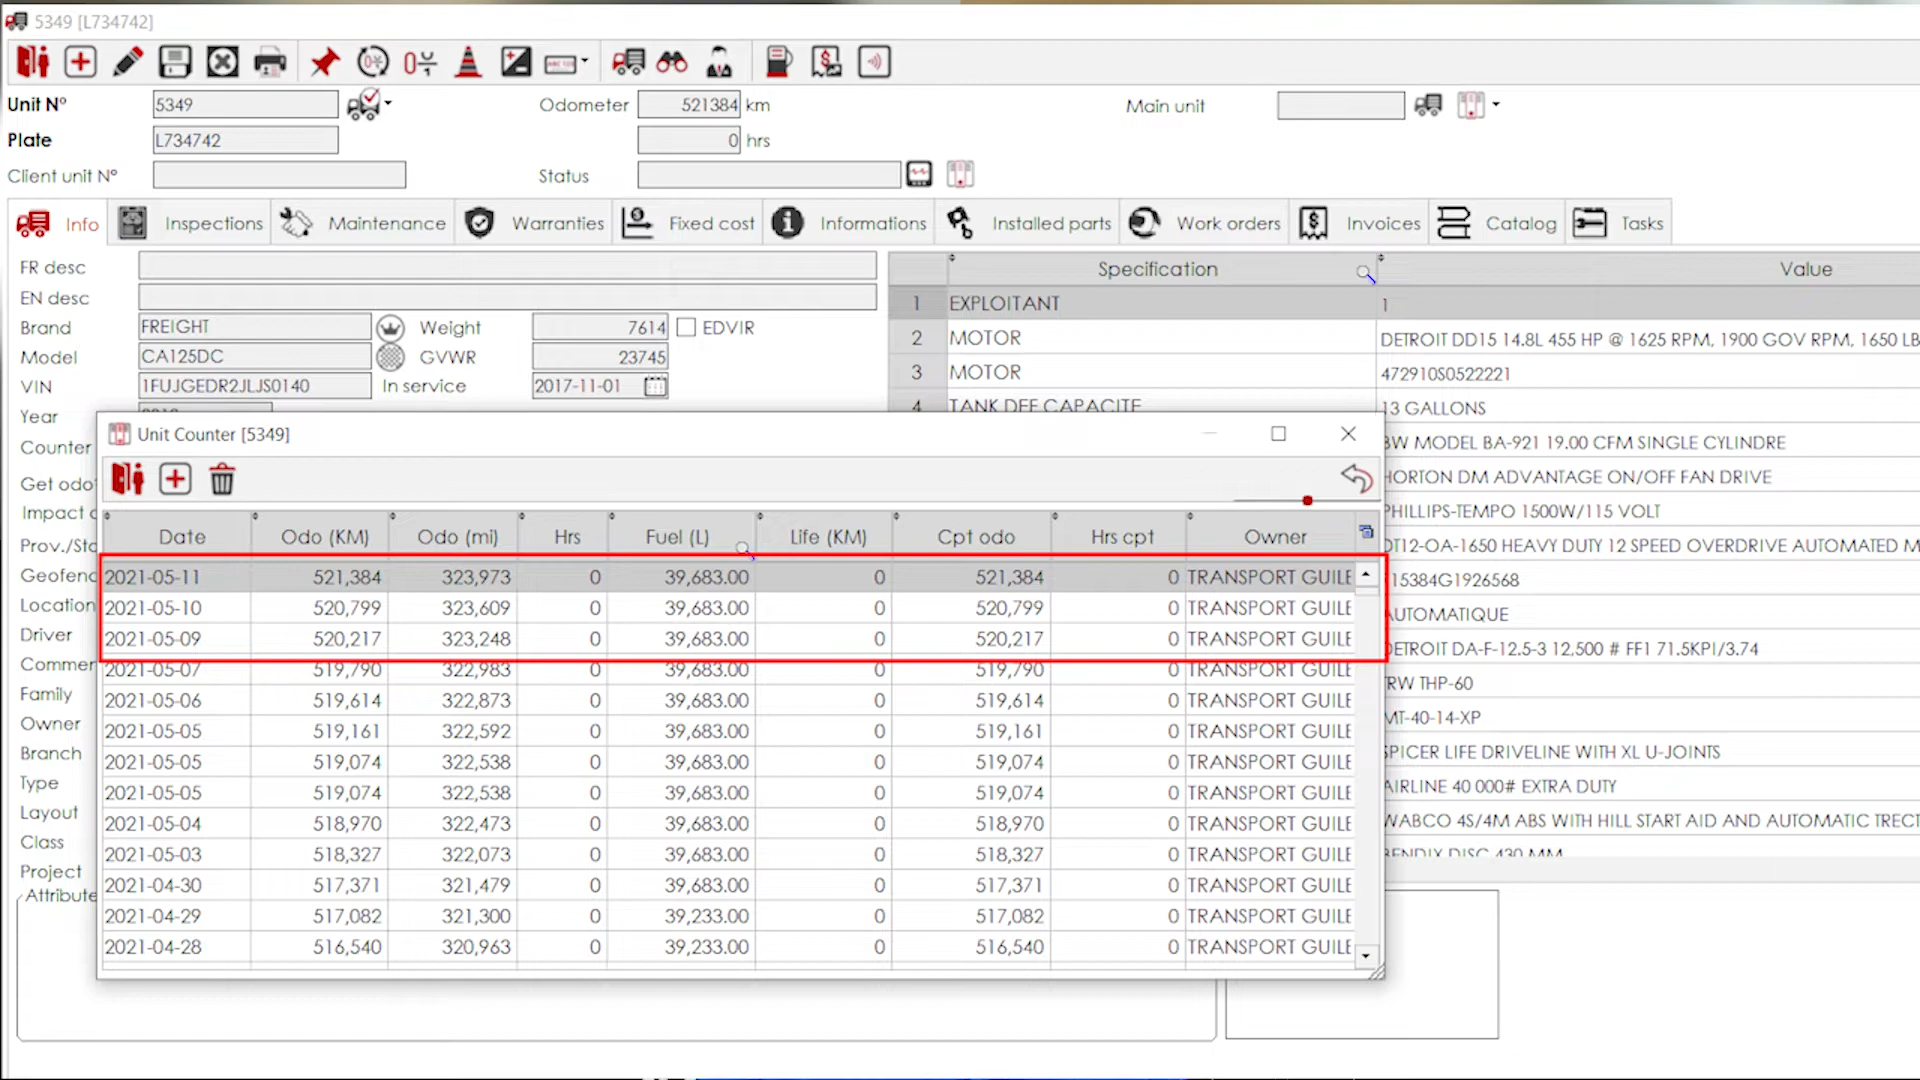 5349 [L734742]
Unit N° 5349 Odometer 521384 km Main unit
Plate L734742 0 hrs
Client unit N° Status
Info Inspections Maintenance Warranties Fixed cost Informations Installed parts Work orders Invoices Catalog Tasks
FR desc
EN desc
Brand FREIGHT Weight 7614 EDVIR
Model CA125DC GVWR 23745
VIN 1FUJGEDR2JLJS0140 In service 2017-11-01
Year
Counter
Get odo
Impact
Prov./Sta
Geofenc
Location
Driver
Commen
Family
Owner
Branch
Type
Layout
Class
Project
Attribute
Specification Value
1 EXPLOITANT 1
2 MOTOR DETROIT DD15 14.8L 455 HP @ 1625 RPM, 1900 GOV RPM, 1650 LB
3 MOTOR 472910S0522221
4 TANK DEF CAPACITE 13 GALLONS
BW MODEL BA-921 19.00 CFM SINGLE CYLINDRE
HORTON DM ADVANTAGE ON/OFF FAN DRIVE
PHILLIPS-TEMPO 1500W/115 VOLT
DT12-OA-1650 HEAVY DUTY 12 SPEED OVERDRIVE AUTOMATED M
15384G1926568
AUTOMATIQUE
DETROIT DA-F-12.5-3 12,500 # FF1 71.5KPI/3.74
TRW THP-60
MT-40-14-XP
SPICER LIFE DRIVELINE WITH XL U-JOINTS
AIRLINE 40 000# EXTRA DUTY
WABCO 4S/4M ABS WITH HILL START AID AND AUTOMATIC TRECT
BENDIX DISC 430 MM
Unit Counter [5349]
Date Odo (KM) Odo (mi) Hrs Fuel (L) Life (KM) Cpt odo Hrs cpt Owner
2021-05-11 521,384 323,973 0 39,683.00 0 521,384 0 TRANSPORT GUILE
2021-05-10 520,799 323,609 0 39,683.00 0 520,799 0 TRANSPORT GUILE
2021-05-09 520,217 323,248 0 39,683.00 0 520,217 0 TRANSPORT GUILE
2021-05-07 519,790 322,983 0 39,683.00 0 519,790 0 TRANSPORT GUILE
2021-05-06 519,614 322,873 0 39,683.00 0 519,614 0 TRANSPORT GUILE
2021-05-05 519,161 322,592 0 39,683.00 0 519,161 0 TRANSPORT GUILE
2021-05-05 519,074 322,538 0 39,683.00 0 519,074 0 TRANSPORT GUILE
2021-05-05 519,074 322,538 0 39,683.00 0 519,074 0 TRANSPORT GUILE
2021-05-04 518,970 322,473 0 39,683.00 0 518,970 0 TRANSPORT GUILE
2021-05-03 518,327 322,073 0 39,683.00 0 518,327 0 TRANSPORT GUILE
2021-04-30 517,371 321,479 0 39,683.00 0 517,371 0 TRANSPORT GUILE
2021-04-29 517,082 321,300 0 39,233.00 0 517,082 0 TRANSPORT GUILE
2021-04-28 516,540 320,963 0 39,233.00 0 516,540 0 TRANSPORT GUILE